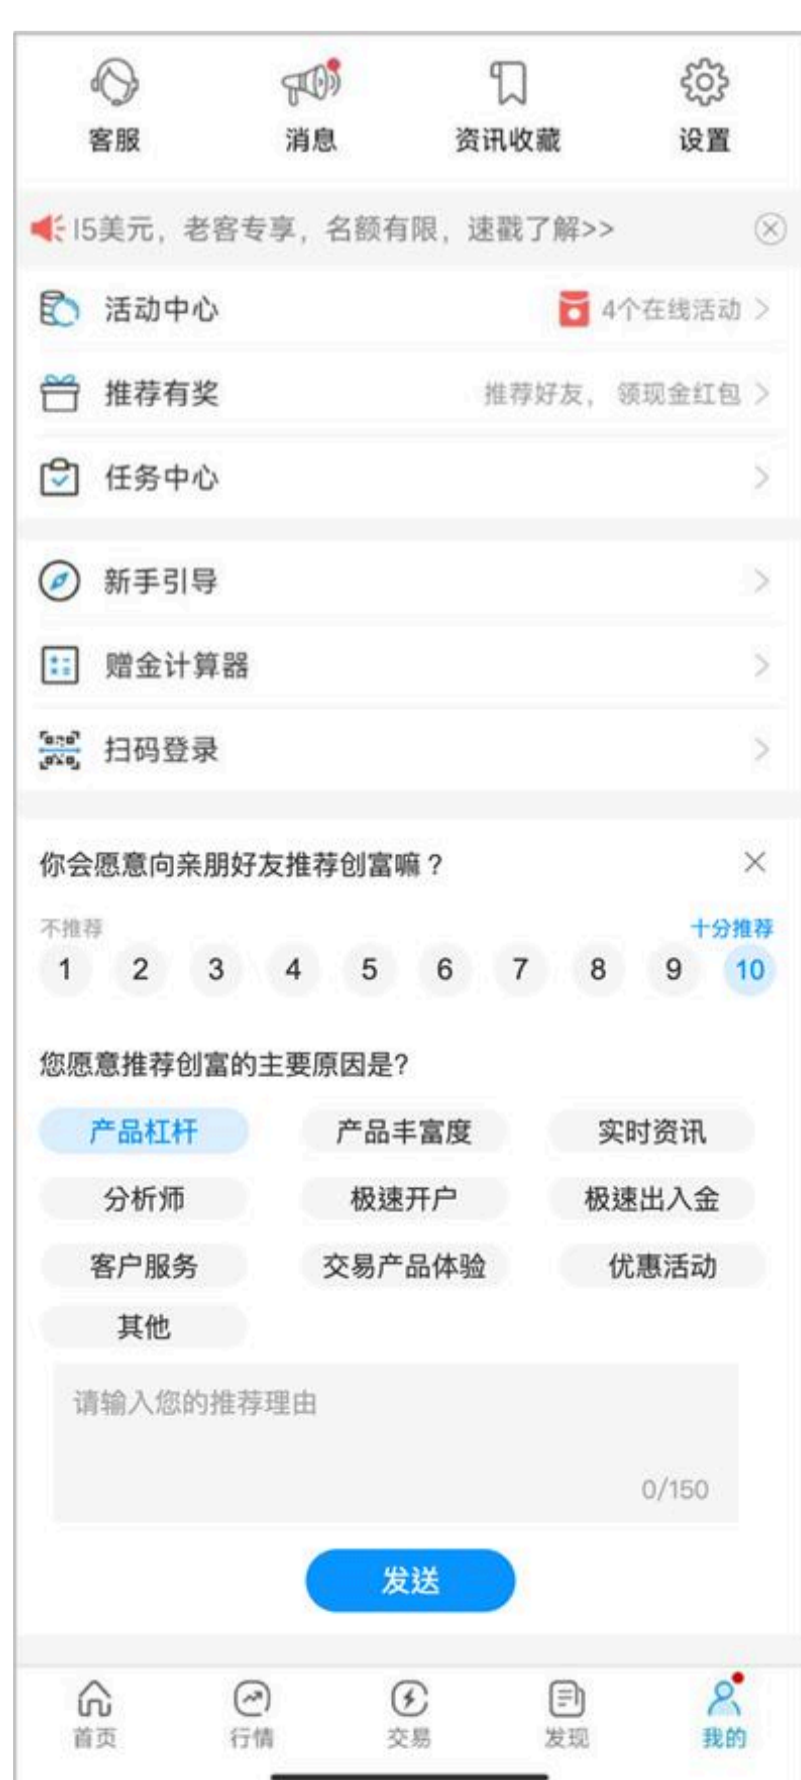 客服 消息 资讯收藏 设置
15美元，老客专享，名额有限，速戳了解>>
活动中心 4个在线活动 >
推荐有奖 推荐好友， 领现金红包 >
任务中心 >
新手引导 >
赠金计算器 >
扫码登录 >
你会愿意向亲朋好友推荐创富嘛？
不推荐 十分推荐
1 2 3 4 5 6 7 8 9 10
您愿意推荐创富的主要原因是?
产品杠杆 产品丰富度 实时资讯
分析师 极速开户 极速出入金
客户服务 交易产品体验 优惠活动
其他
请输入您的推荐理由
0/150
发送
首页 行情 交易 发现 我的